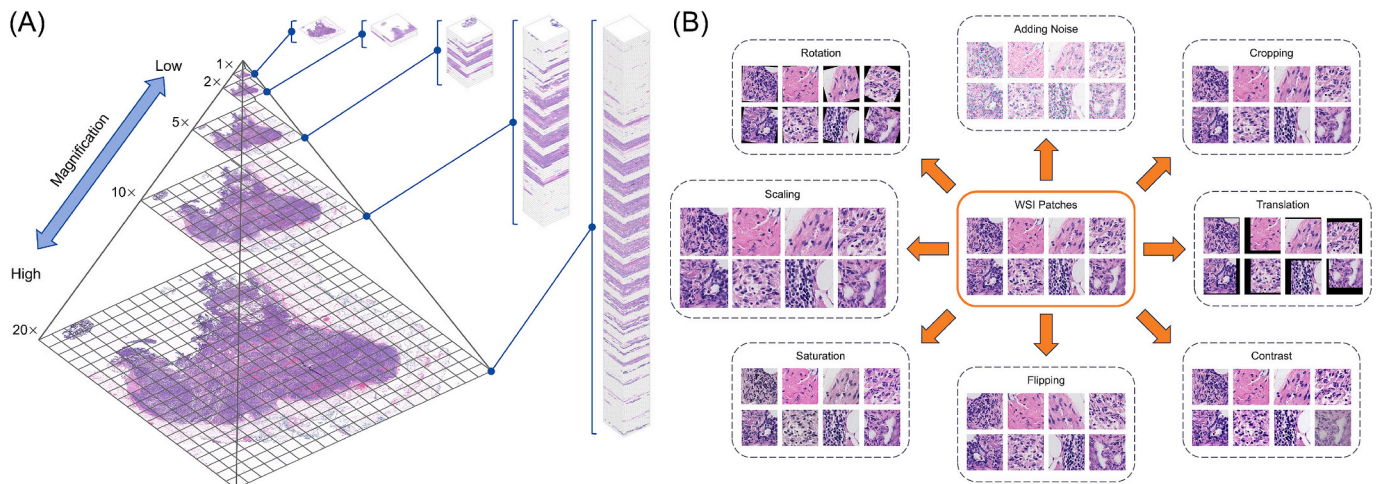 (A)
Low
1×
2×
5×
10×
20×
Magnification
High
(B)
Rotation
Adding Noise
Cropping
Scaling
WSI Patches
Translation
Saturation
Flipping
Contrast